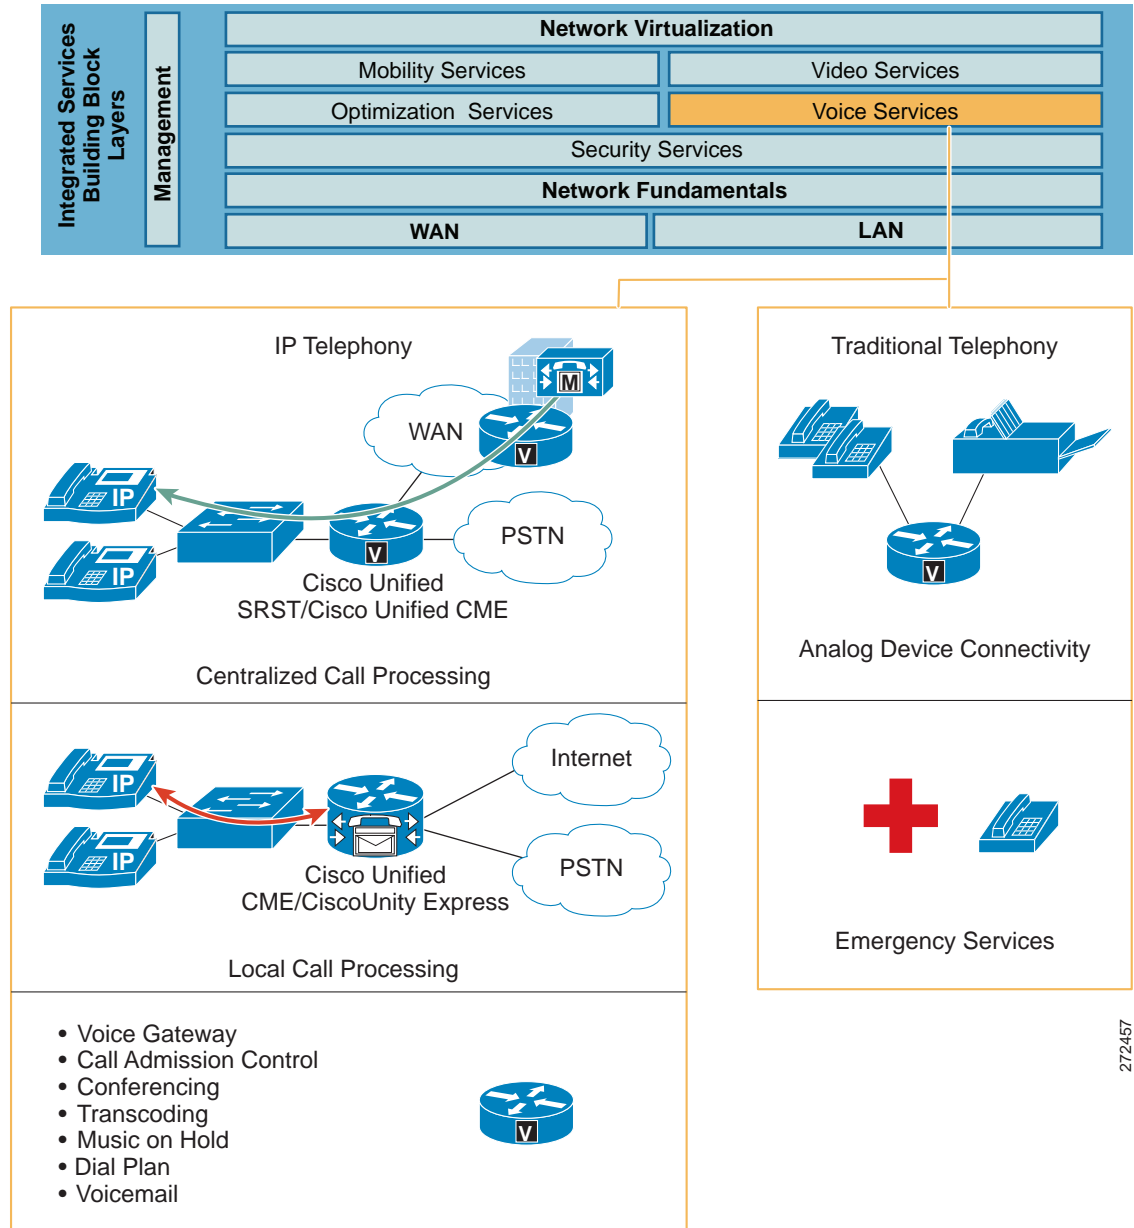 Integrated Services
Building Block
Layers
Management
Network Virtualization
Mobility Services
Video Services
Optimization Services
Voice Services
Security Services
Network Fundamentals
WAN
LAN
IP Telephony
M
WAN
V
IP
IP
PSTN
V
Cisco Unified
SRST/Cisco Unified CME
Centralized Call Processing
Traditional Telephony
V
Analog Device Connectivity
IP
IP
Internet
PSTN
Cisco Unified
CME/CiscoUnity Express
Local Call Processing
Emergency Services
• Voice Gateway
• Call Admission Control
• Conferencing
• Transcoding
• Music on Hold
• Dial Plan
• Voicemail
V
272457